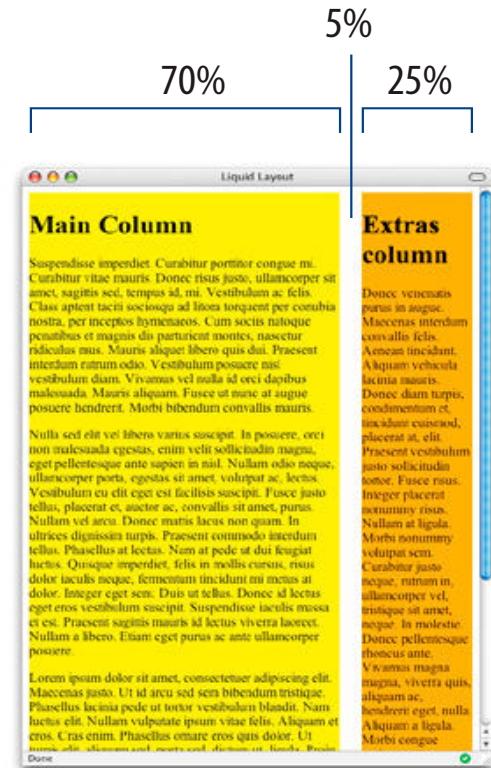 5%
70%
25%
Liquid Layout
Main Column
Suspendisse imperdiet. Curabitur porttitor congue mi.
Curabitur vitae mauris. Donec risus justo, ullamcorper sit
amet, sagittis sed, tempus id, mi. Vestibulum ac felis.
Class aptent taciti sociosqu ad litora torquent per conubia
nostra, per inceptos hymenaeos. Cum sociis natoque
penatibus et magnis dis parturient montes, nascetur
ridiculus mus. Mauris aliquet libero quis dui. Praesent
interdum rutrum odio. Vestibulum posuere nisl
vestibulum diam. Vivamus vel nulla id orci dapibus
malesuada. Mauris aliquam. Fusce ut nunc at augue
posuere hendrerit. Morbi bibendum convallis mauris.
Nulla sed elit vel libero varius suscipit. In posuere, orci
non malesuada egestas, enim velit sollicitudin magna,
eget pellentesque ante sapien in nisl. Nullam odio neque,
ullamcorper porta, egestas sit amet, volutpat ac, lectus.
Vestibulum eu elit eget est facilisis suscipit. Fusce justo
tellus, placerat et, auctor ac, convallis sit amet, purus.
Nullam vel arcu. Donec mattis lacus non quam. In
ultrices dignissim turpis. Praesent commodo interdum
tellus. Phasellus at lectus. Nam at pede ut dui feugiat
luctus. Quisque imperdiet, felis in mollis cursus, risus
dolor iaculis neque, fermentum tincidunt mi metus at
dolor. Integer eget sem. Duis ut tellus. Donec id lectus
eget eros vestibulum suscipit. Suspendisse iaculis massa
et est. Praesent sagittis mauris id lectus viverra laoreet.
Nullam a libero. Etiam eget purus ac ante ullamcorper
posuere.
Lorem ipsum dolor sit amet, consectetuer adipiscing elit.
Maecenas justo. Ut id arcu sed sem bibendum tristique.
Phasellus lacinia pede ut tortor vestibulum blandit. Nam
luctus elit. Nullam vulputate ipsum vitae felis. Aliquam et
eros. Cras enim. Phasellus ornare eros quis dolor. Ut
turpis elit, aliquam sed, porta sed, dictum ut, ligula. Proin
Extras
column
Donec venenatis
purus in augue.
Maecenas interdum
convallis felis.
Aenean tincidunt.
Aliquam vehicula
lacinia mauris.
Donec diam turpis,
condimentum et,
tincidunt euismod,
placerat at, elit.
Praesent vestibulum
justo sollicitudin
tortor. Fusce risus.
Integer placerat
nonummy risus.
Nullam at ligula.
Morbi nonummy
volutpat sem.
Curabitur justo
neque, rutrum in,
ullamcorper vel,
tristique sit amet,
neque. In molestie.
Donec pellentesque
rhoncus ante.
Vivamus magna
magna, viverra quis,
aliquam ac,
hendrerit eget, nulla.
Aliquam a ligula.
Morbi congue
Done